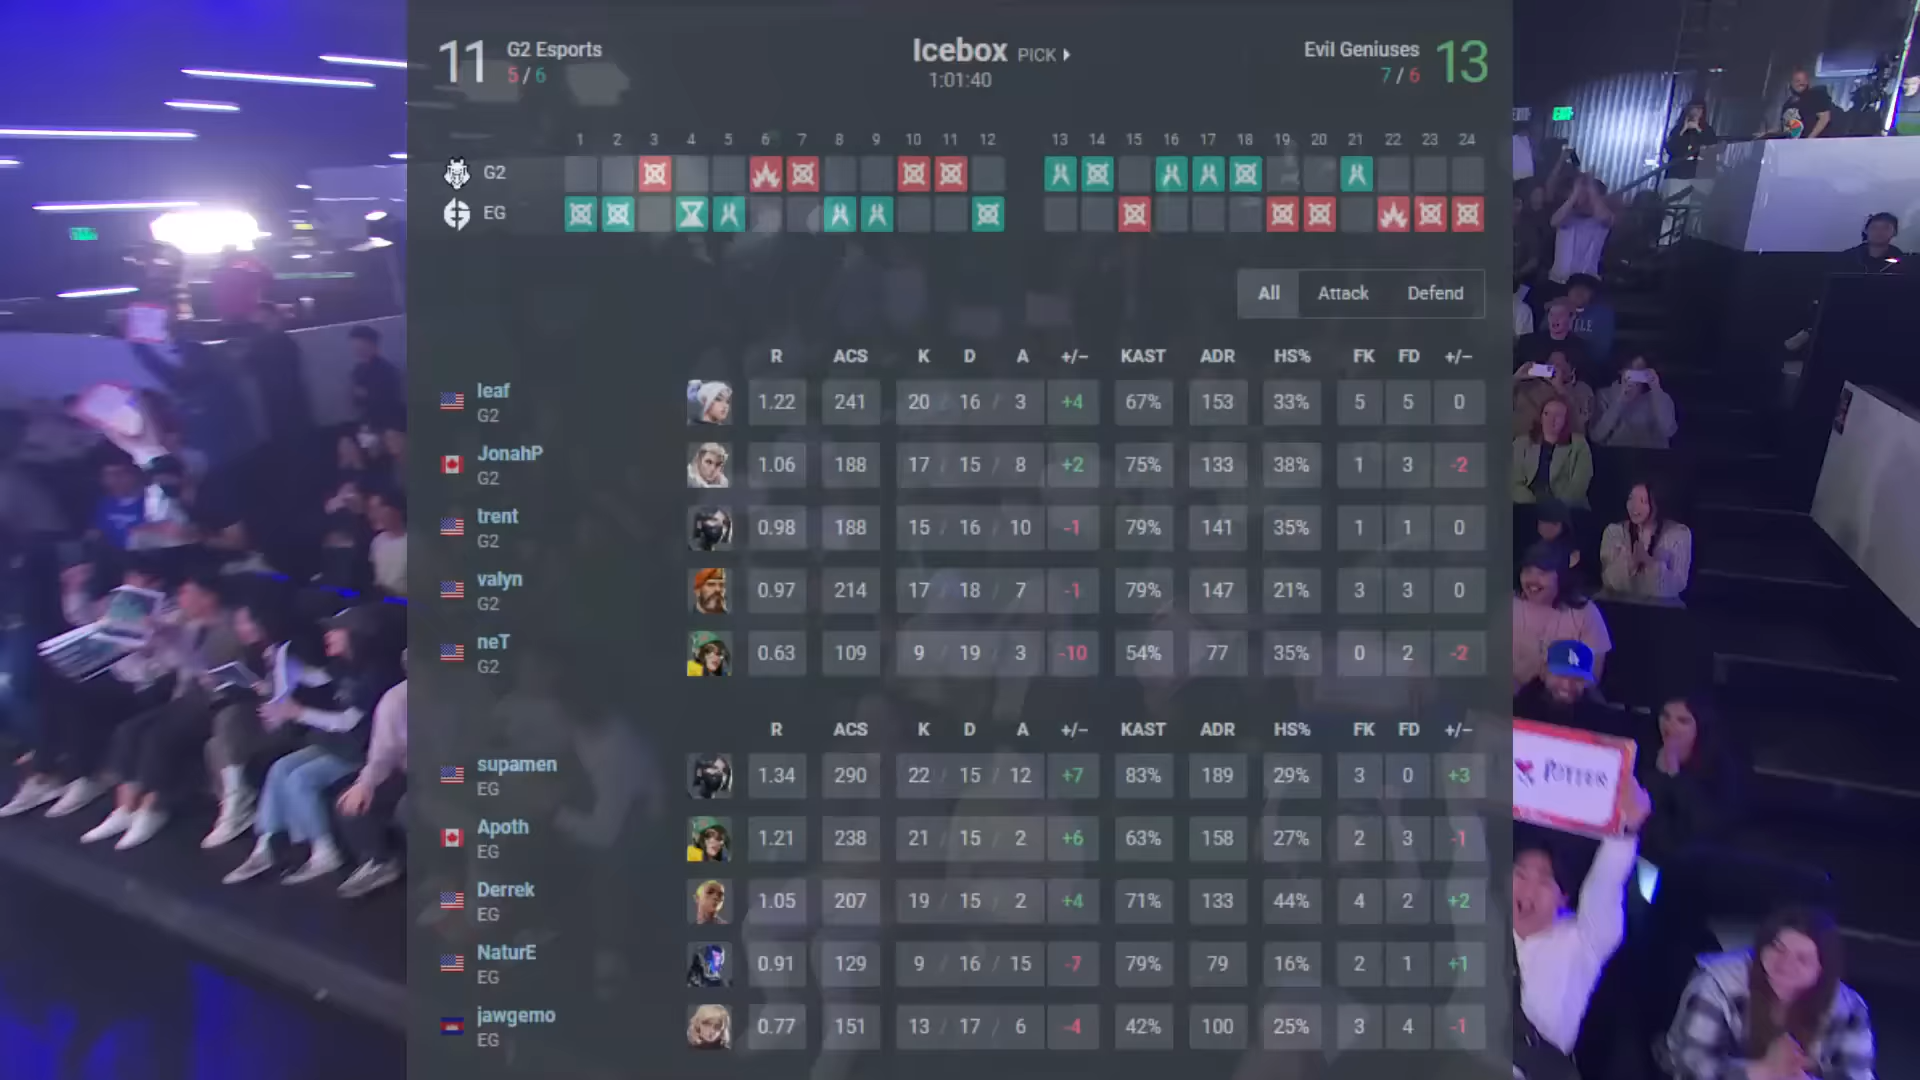 11 G2 Esports Icebox PICK Evil Geniuses 13
5 / 6 1:01:40 7 / 6
1 2 3 4 5 6 7 8 9 10 11 12 13 14 15 16 17 18 19 20 21 22 23 24
G2
EG
All Attack Defend
R ACS K D A +/– KAST ADR HS% FK FD +/–
leaf G2 1.22 241 20 / 16 / 3 +4 67% 153 33% 5 5 0
JonahP G2 1.06 188 17 / 15 / 8 +2 75% 133 38% 1 3 -2
trent G2 0.98 188 15 / 16 / 10 -1 79% 141 35% 1 1 0
valyn G2 0.97 214 17 / 18 / 7 -1 79% 147 21% 3 3 0
neT G2 0.63 109 9 / 19 / 3 -10 54% 77 35% 0 2 -2
R ACS K D A +/– KAST ADR HS% FK FD +/–
supamen EG 1.34 290 22 / 15 / 12 +7 83% 189 29% 3 0 +3
Apoth EG 1.21 238 21 / 15 / 2 +6 63% 158 27% 2 3 -1
Derrek EG 1.05 207 19 / 15 / 2 +4 71% 133 44% 4 2 +2
NaturE EG 0.91 129 9 / 16 / 15 -7 79% 79 16% 2 1 +1
jawgemo EG 0.77 151 13 / 17 / 6 -4 42% 100 25% 3 4 -1
POTTER